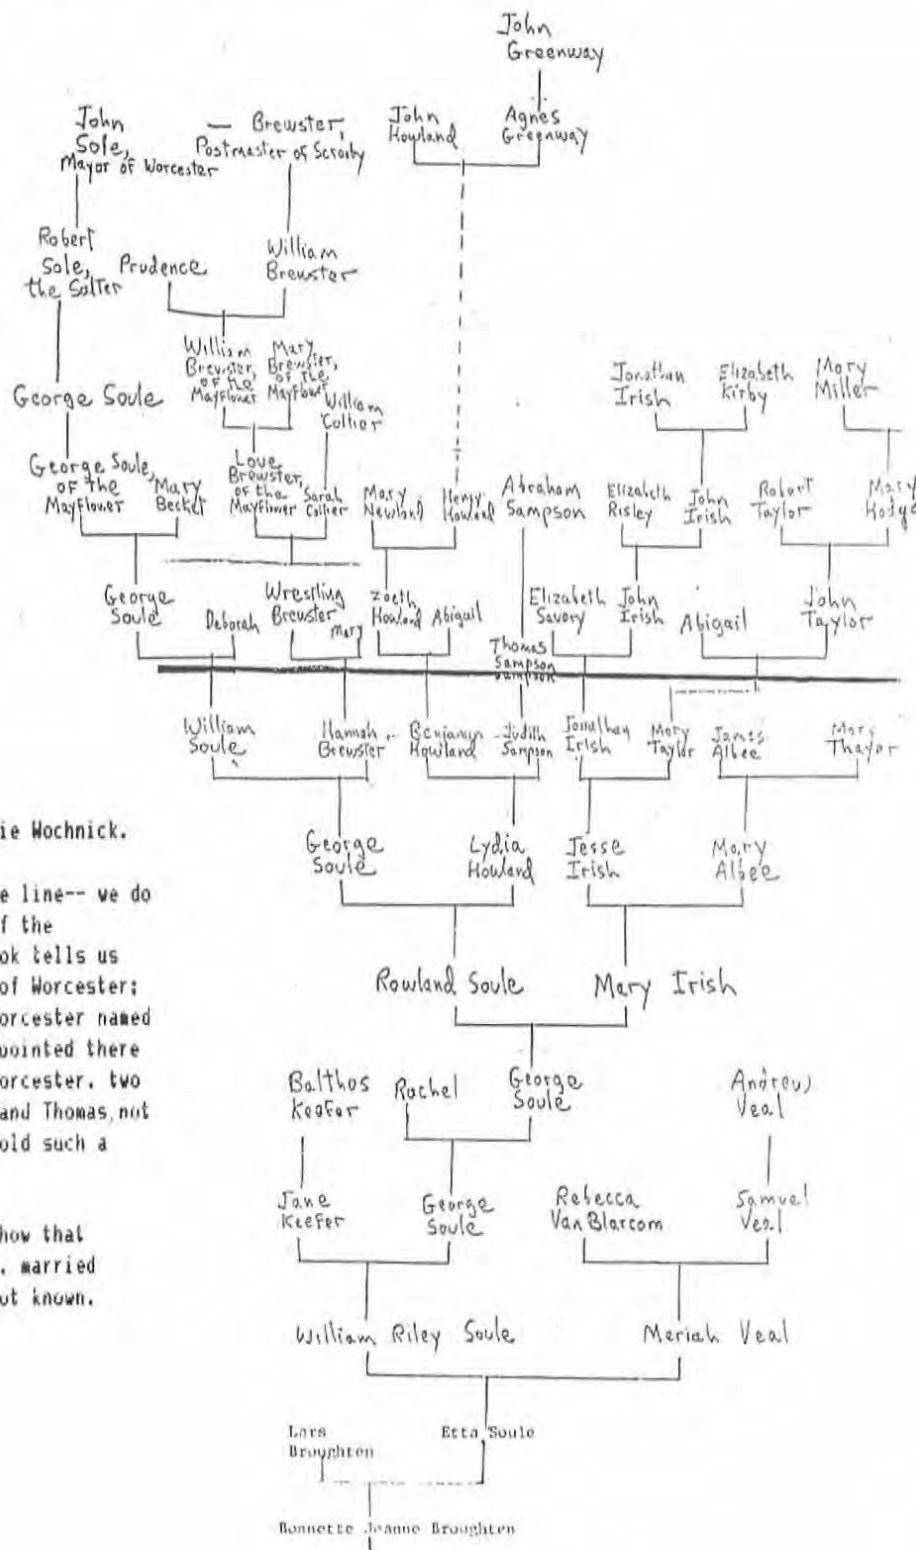 John
Greenway
John
Sole,
Mayor of Worcester
— Brewster,
Postmaster of Scrooby
John
Howland
Agnes
Greenway
Robert
Sole,
the Salter
Prudence
William
Brewster
William
Brewster,
of the
Mayflower
Mary
Brewster,
of the
Mayflower
George Soule
William
Collier
Jonathan
Irish
Elizabeth
Kirby
Mary
Miller
George Soule,
of the
Mayflower
Mary
Becket
Love
Brewster,
of the
Mayflower
Sarah
Collier
Mary
Newland
Henry
Howland
Abraham
Sampson
Elizabeth
Risley
John
Irish
Robert
Taylor
Mary
Hodge
George
Soule
Deborah
Wrestling
Brewster
Mary
Zoeth
Howland
Abigail
Thomas
Sampson
Sampson
Elizabeth
Savory
John
Irish
Abigail
John
Taylor
William
Soule
Hannah
Brewster
Benjamin
Howland
Judith
Sampson
Jonathan
Irish
Mary
Taylor
James
Albee
Mary
Thayer
ie Wochnick.
George
Soule
Lydia
Howland
Jesse
Irish
Mary
Albee
e line-- we do
f the
ok tells us
of Worcester;
orcester named
pointed there
orcester. two
and Thomas, not
old such a
Rowland Soule
Mary Irish
Balthos
Keefer
Rachel
George
Soule
Andrew
Veal
Jane
Keefer
George
Soule
Rebecca
Van Blarcom
Samuel
Veal
how that
. married
ut known.
William Riley Soule
Meriah Veal
Lars
Broughten
Etta Soule
Bonnette Jeanne Broughten